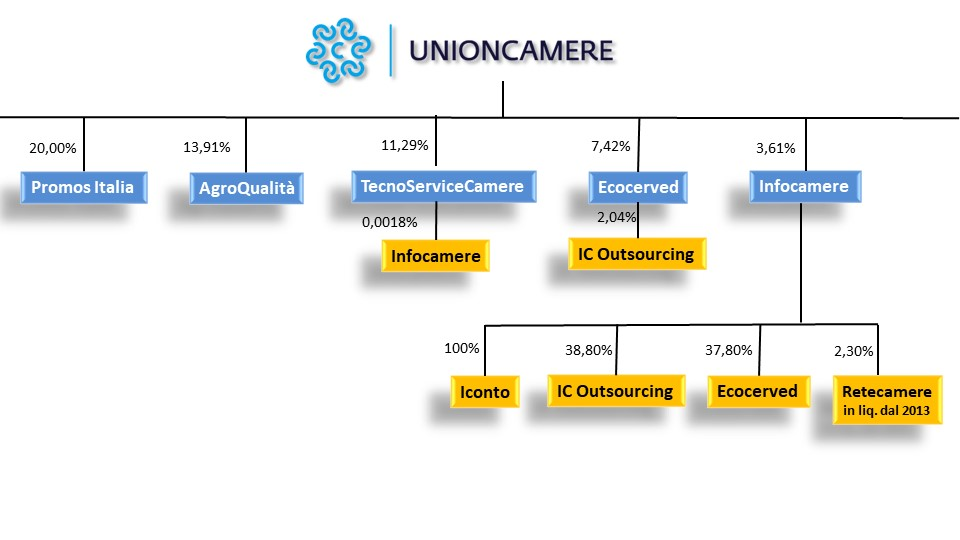 UNIONCAMERE
20,00%
13,91%
11,29%
7,42%
3,61%
Promos Italia
AgroQualità
TecnoServiceCamere
Ecocerved
Infocamere
0,0018%
2,04%
Infocamere
IC Outsourcing
100%
38,80%
37,80%
2,30%
Iconto
IC Outsourcing
Ecocerved
Retecamere
in liq. dal 2013